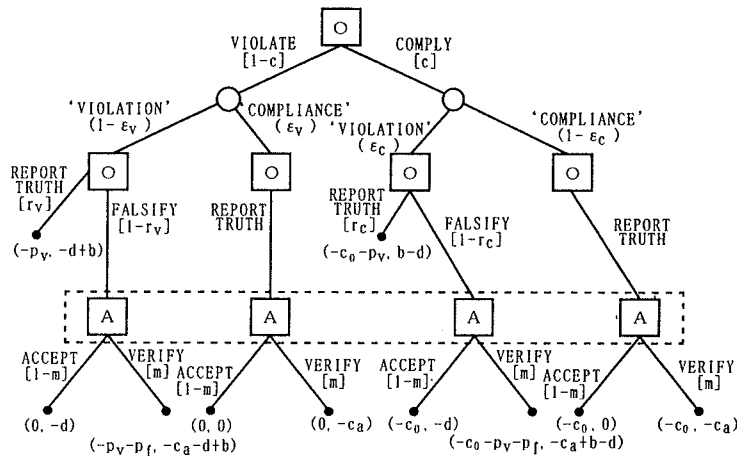 O
VIOLATE
[1-c]
COMPLY
[c]
'VIOLATION'
(1-εv)
'COMPLIANCE'
(εv)
'VIOLATION'
(εc)
'COMPLIANCE'
(1-εc)
O
O
O
O
REPORT
TRUTH
[rv]
FALSIFY
[1-rv]
REPORT
TRUTH
REPORT
TRUTH
[rc]
FALSIFY
[1-rc]
REPORT
TRUTH
(-pv, -d+b)
(-c₀-pv, b-d)
A
A
A
A
ACCEPT
[1-m]
VERIFY
[m]
ACCEPT
[1-m]
VERIFY
[m]
ACCEPT
[1-m]
VERIFY
[m]
ACCEPT
[1-m]
VERIFY
[m]
(0, -d)
(-pv-pf, -ca-d+b)
(0, 0)
(0, -ca)
(-c₀, -d)
(-c₀-pv-pf, -ca+b-d)
(-c₀, 0)
(-c₀, -ca)